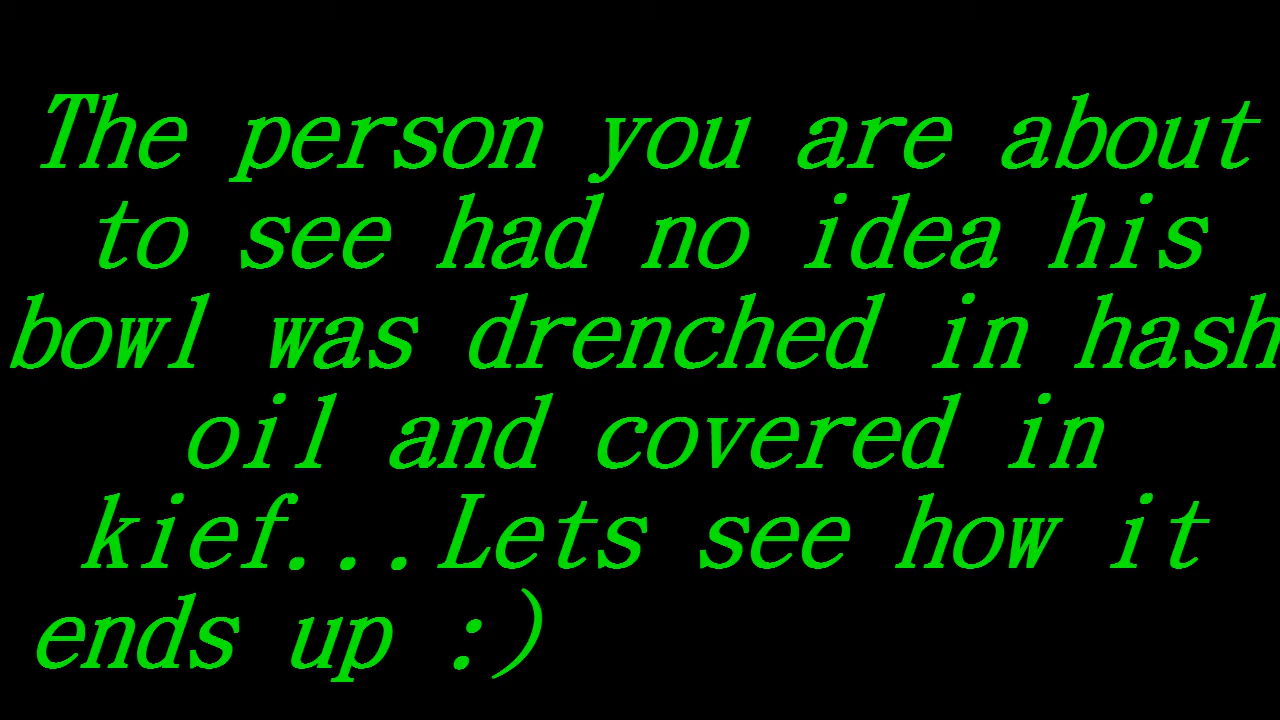 The person you are about
to see had no idea his
bowl was drenched in hash
oil and covered in
kief...Lets see how it
ends up :)